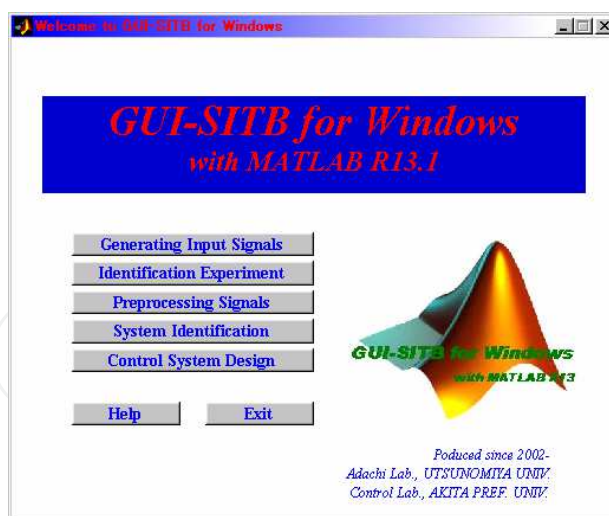 Welcome to GUI-SITB for Windows
GUI-SITB for Windows
with MATLAB R13.1
Generating Input Signals
Identification Experiment
Preprocessing Signals
System Identification
Control System Design
Help
Exit
GUI-SITB for Windows
with MATLAB R13
Poduced since 2002-
Adachi Lab., UTSUNOMIYA UNIV.
Control Lab., AKITA PREF. UNIV.